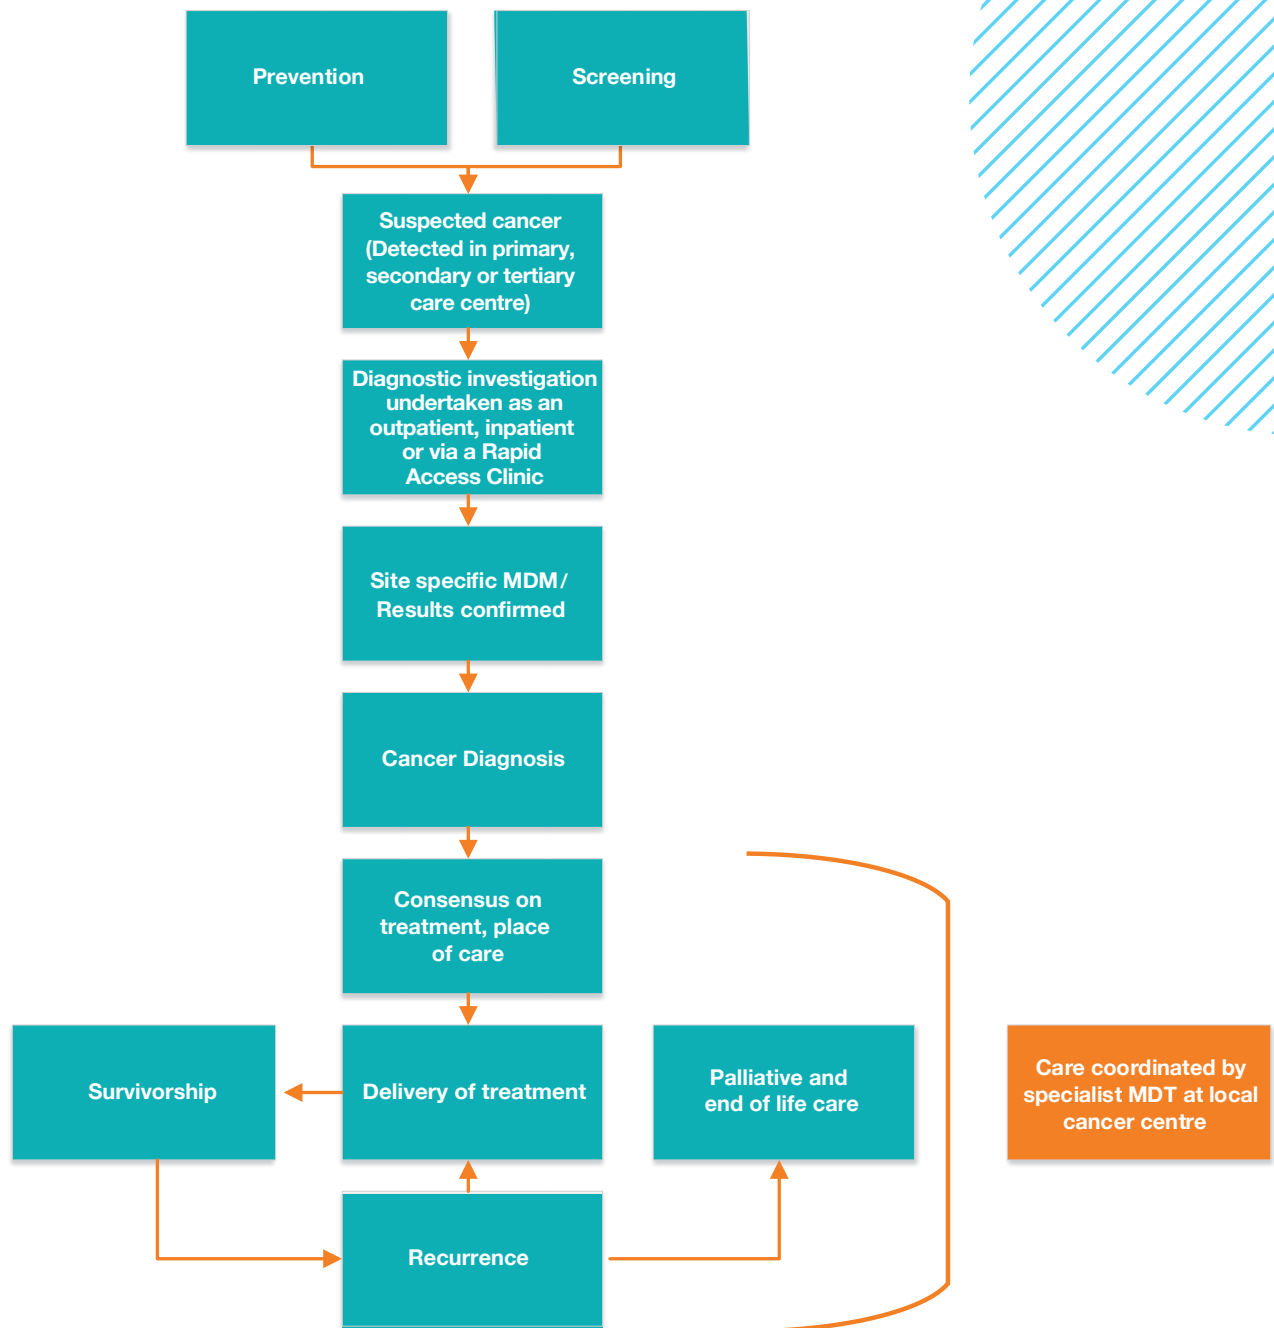 Prevention
Screening
Suspected cancer
(Detected in primary,
secondary or tertiary
care centre)
Diagnostic investigation
undertaken as an
outpatient, inpatient
or via a Rapid
Access Clinic
Site specific MDM/
Results confirmed
Cancer Diagnosis
Consensus on
treatment, place
of care
Survivorship
Delivery of treatment
Palliative and
end of life care
Care coordinated by
specialist MDT at local
cancer centre
Recurrence